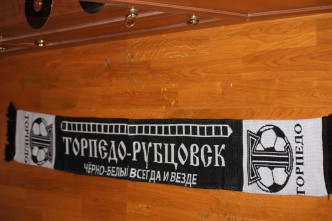 ТОРПЕДО
ТОРПЕДО-РУБЦОВСК
ЧЁРНО-БЕЛЫЙ ВСЕГДА И ВЕЗДЕ
ТОРПЕДО